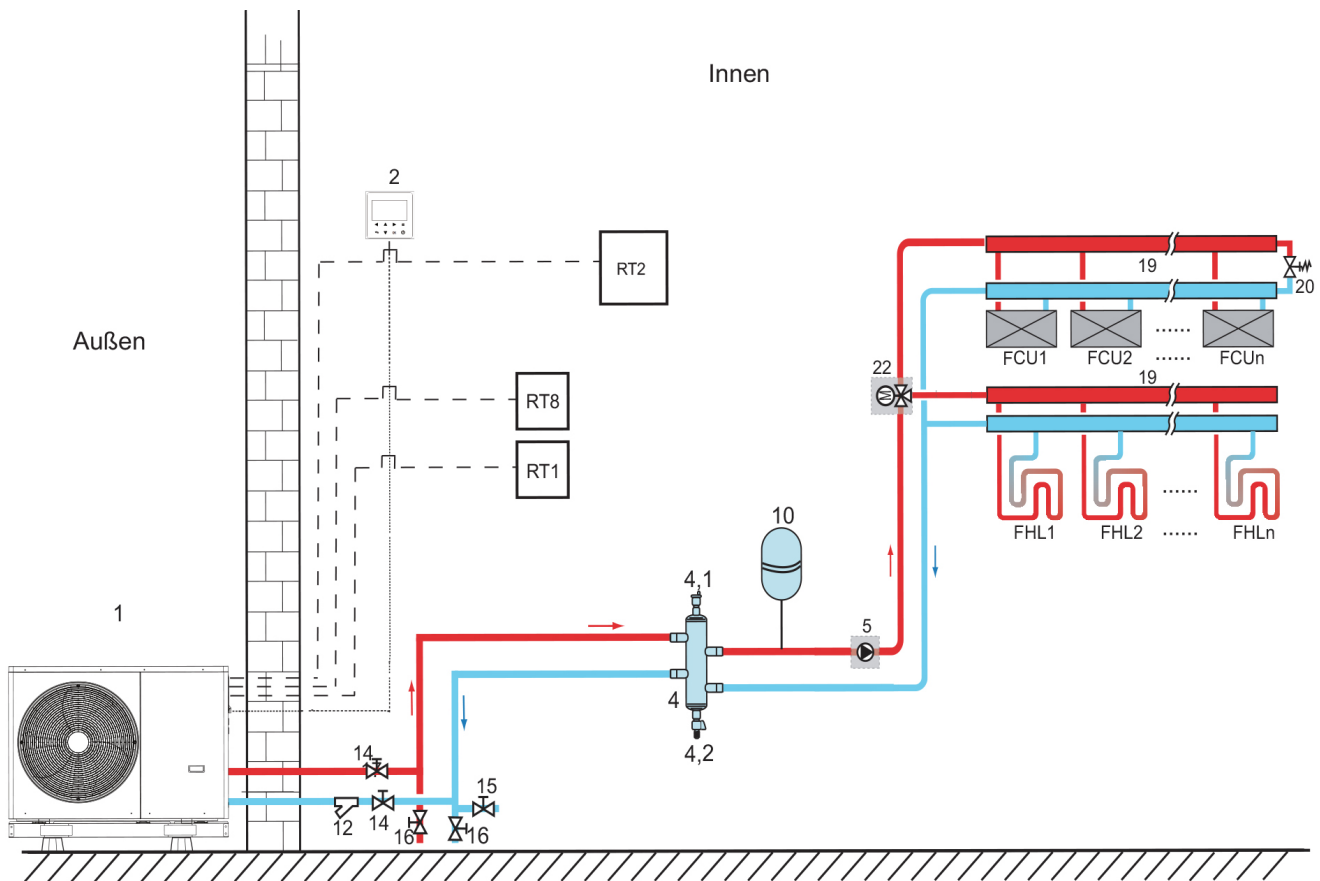 Innen
Außen
2
RT2
19
20
FCU1 FCU2 ...... FCUn
......
22
19
M
RT8
RT1
......
FHL1 FHL2 ...... FHLn
10
4,1
5
1
4
4,2
14
15
12 14 16 16